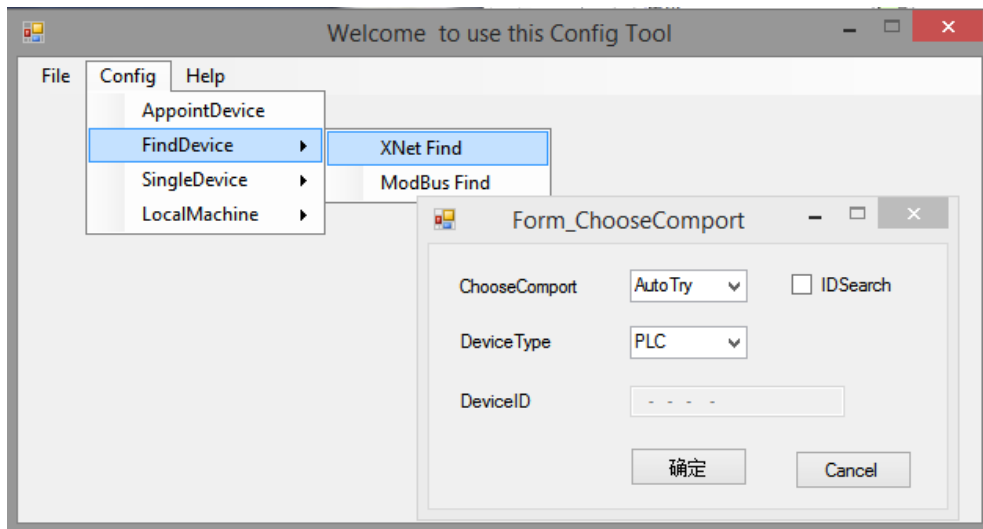 Welcome to use this Config Tool
File Config Help
AppointDevice
FindDevice
XNet Find
SingleDevice
ModBus Find
LocalMachine
Form_ChooseComport
ChooseComport AutoTry IDSearch
DeviceType PLC
DeviceID - - - -
确定 Cancel